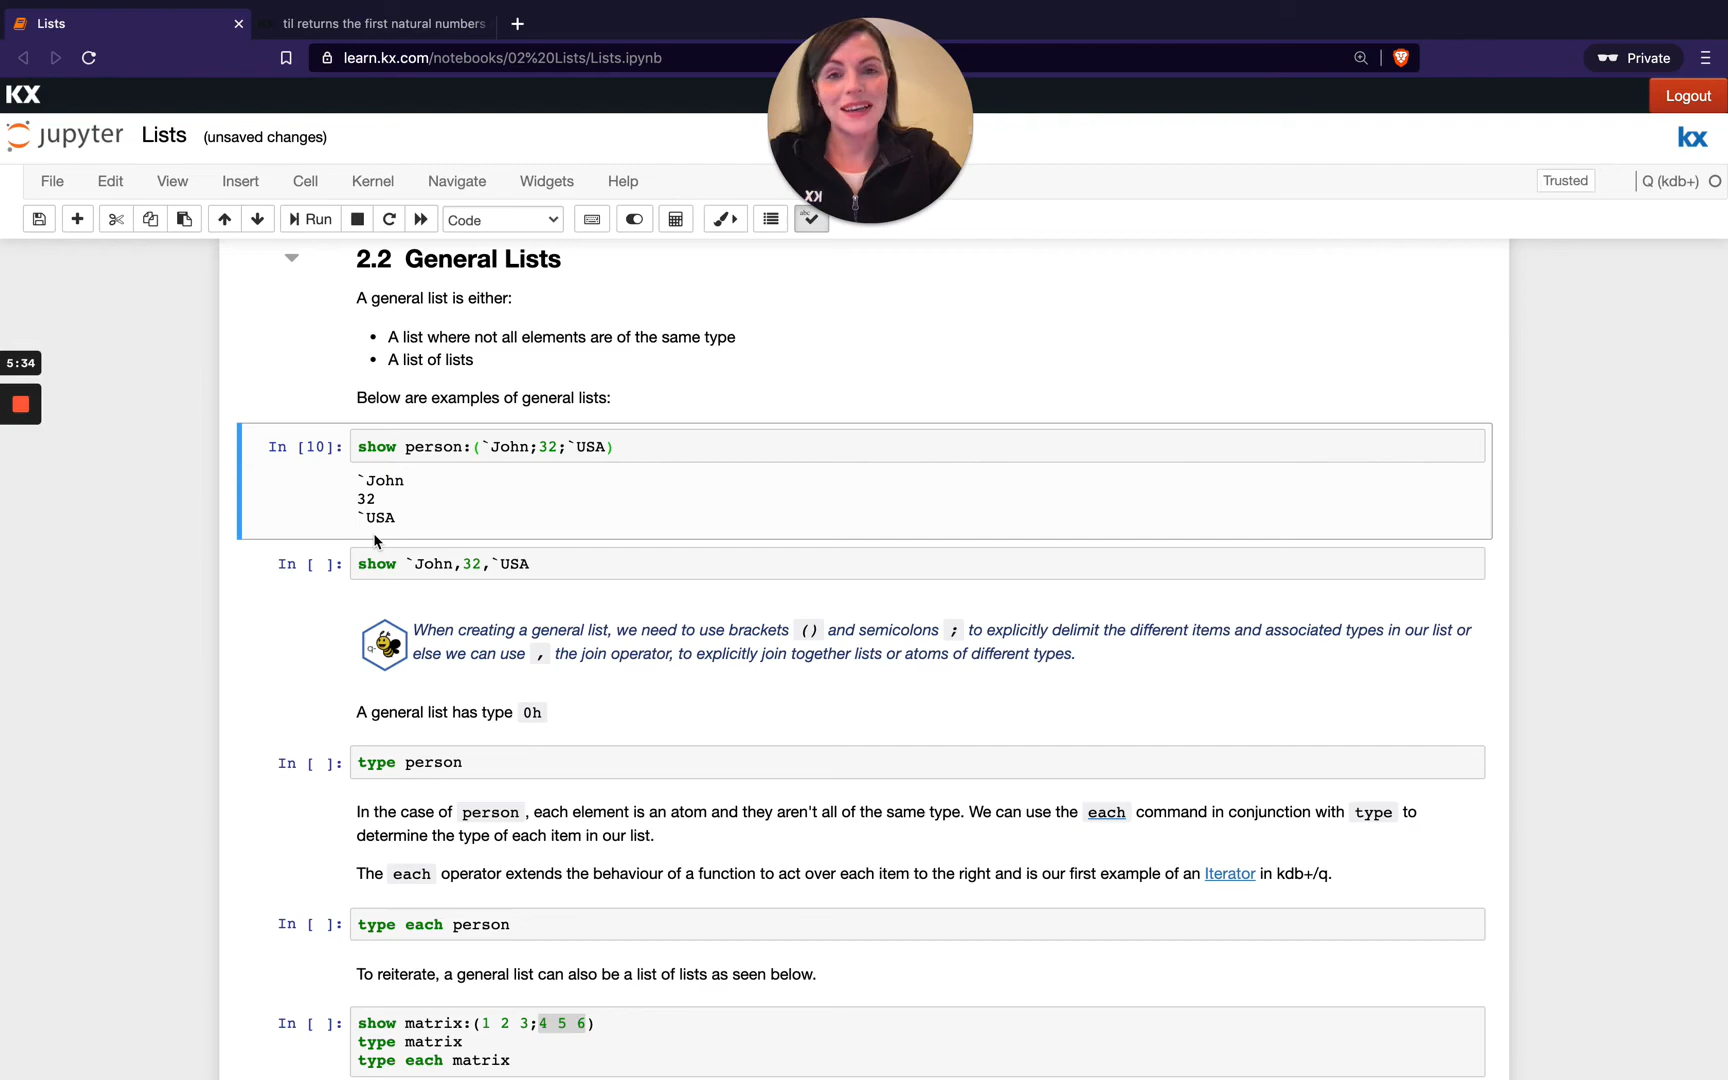 Lists
til returns the first natural numbers
learn.kx.com/notebooks/02%20Lists/Lists.ipynb
Private
KX
Logout
jupyter Lists (unsaved changes)
kx
File Edit View Insert Cell Kernel Navigate Widgets Help
Trusted Q (kdb+)
Run Code
abc
KX
2.2 General Lists
A general list is either:
• A list where not all elements are of the same type
• A list of lists
5:34
Below are examples of general lists:
In [10]: show person:(`John;32;`USA)
`John
32
`USA
In [ ]: show `John,32,`USA
When creating a general list, we need to use brackets () and semicolons ; to explicitly delimit the different items and associated types in our list or
q-
else we can use , the join operator, to explicitly join together lists or atoms of different types.
A general list has type 0h
In [ ]: type person
In the case of person , each element is an atom and they aren't all of the same type. We can use the each command in conjunction with type to
determine the type of each item in our list.
The each operator extends the behaviour of a function to act over each item to the right and is our first example of an Iterator in kdb+/q.
In [ ]: type each person
To reiterate, a general list can also be a list of lists as seen below.
In [ ]: show matrix:(1 2 3;4 5 6)
type matrix
type each matrix